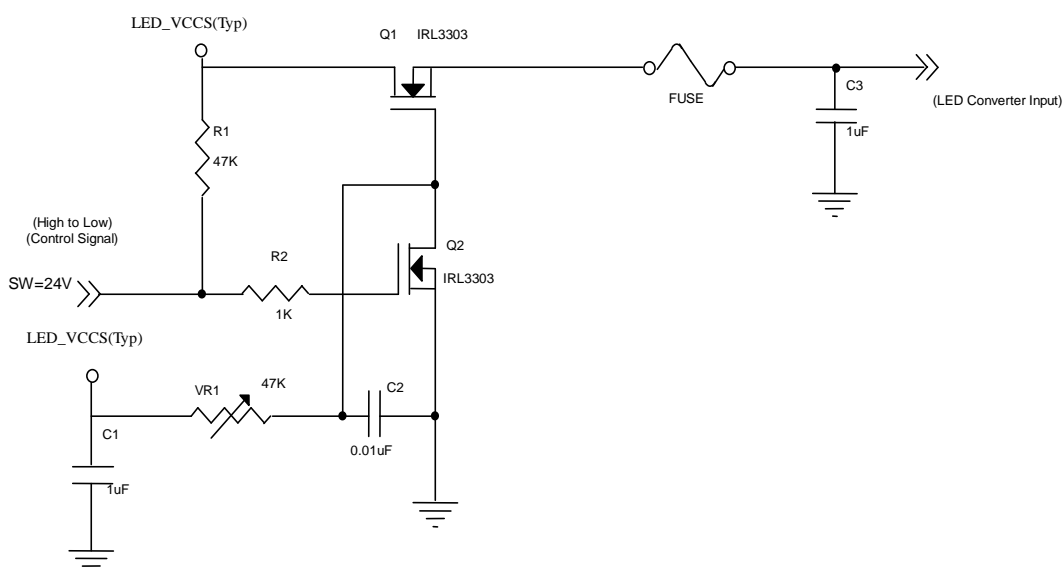 LED_VCCS(Typ)
Q1 IRL3303
FUSE
C3
1uF
(LED Converter Input)
R1
47K
(High to Low)
(Control Signal)
SW=24V
R2
1K
Q2
IRL3303
LED_VCCS(Typ)
VR1
47K
C2
0.01uF
C1
1uF